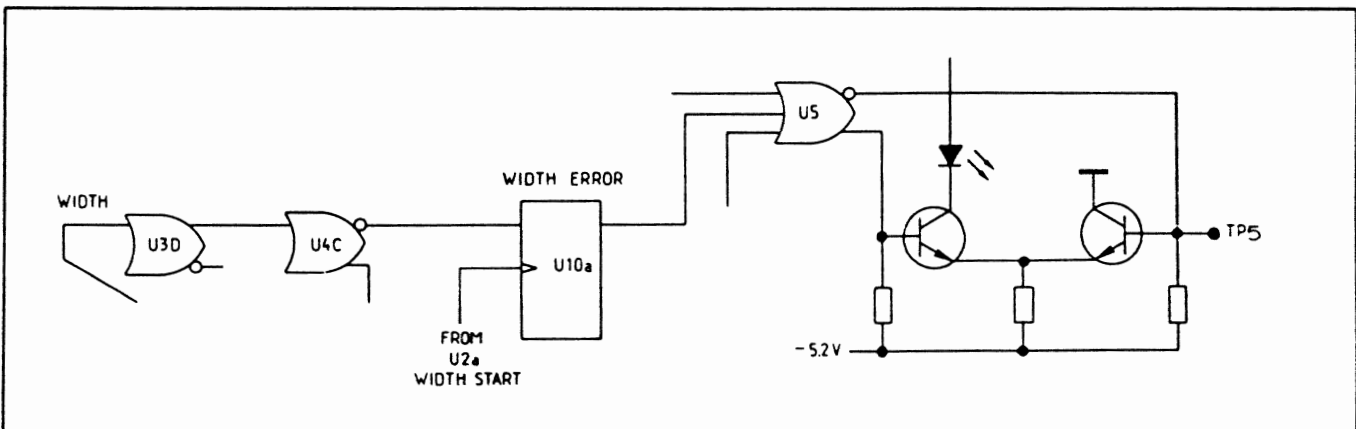 WIDTH
U3D
U4C
WIDTH ERROR
U10a
FROM
U2a
WIDTH START
U5
-5.2V
TP5